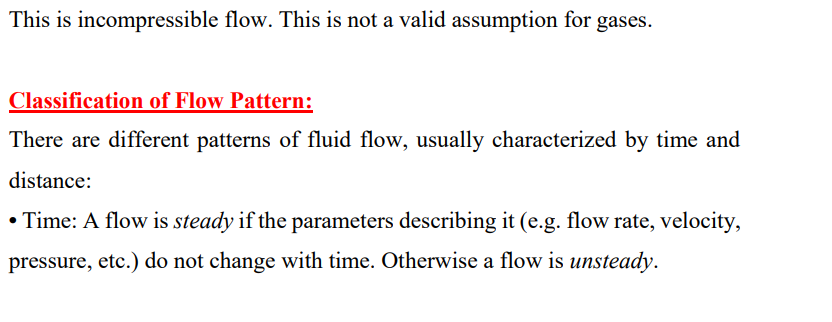 This is incompressible flow. This is not a valid assumption for gases.
Classification of Flow Pattern:
There are different patterns of fluid flow, usually characterized by time and
distance:
• Time: A flow is steady if the parameters describing it (e.g. flow rate, velocity,
pressure, etc.) do not change with time. Otherwise a flow is unsteady.